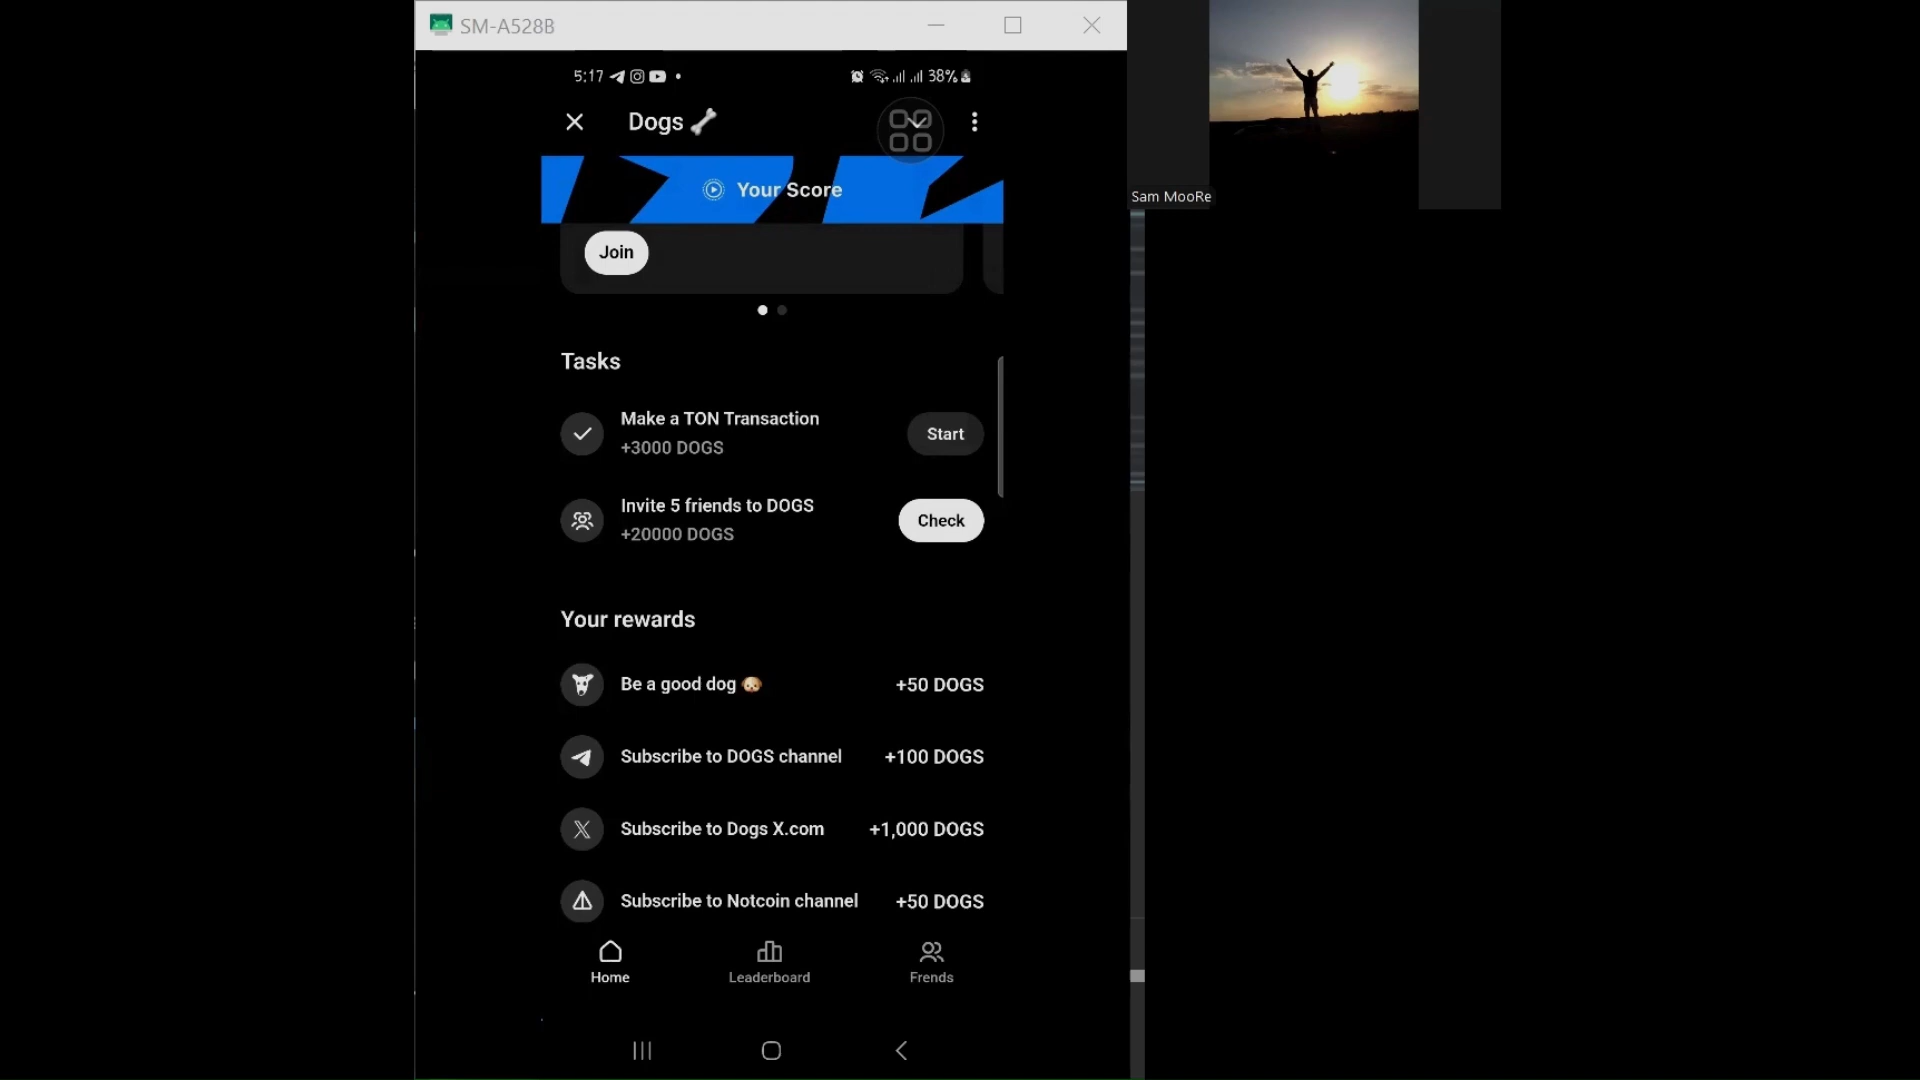 SM-A528B
5:17 38%
Dogs 🦴
Your Score
Sam MooRe
Join
Tasks
Make a TON Transaction
+3000 DOGS
Start
Invite 5 friends to DOGS
+20000 DOGS
Check
Your rewards
Be a good dog 🐶 +50 DOGS
Subscribe to DOGS channel +100 DOGS
Subscribe to Dogs X.com +1,000 DOGS
Subscribe to Notcoin channel +50 DOGS
Home Leaderboard Frends